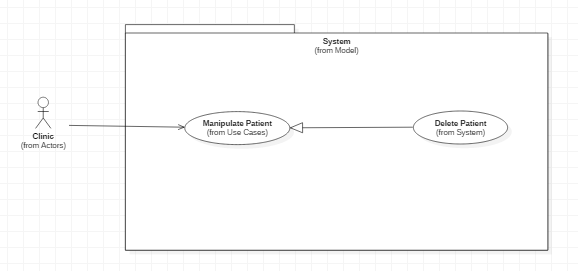 System
(from Model)
Clinic
(from Actors)
Manipulate Patient
(from Use Cases)
Delete Patient
(from System)